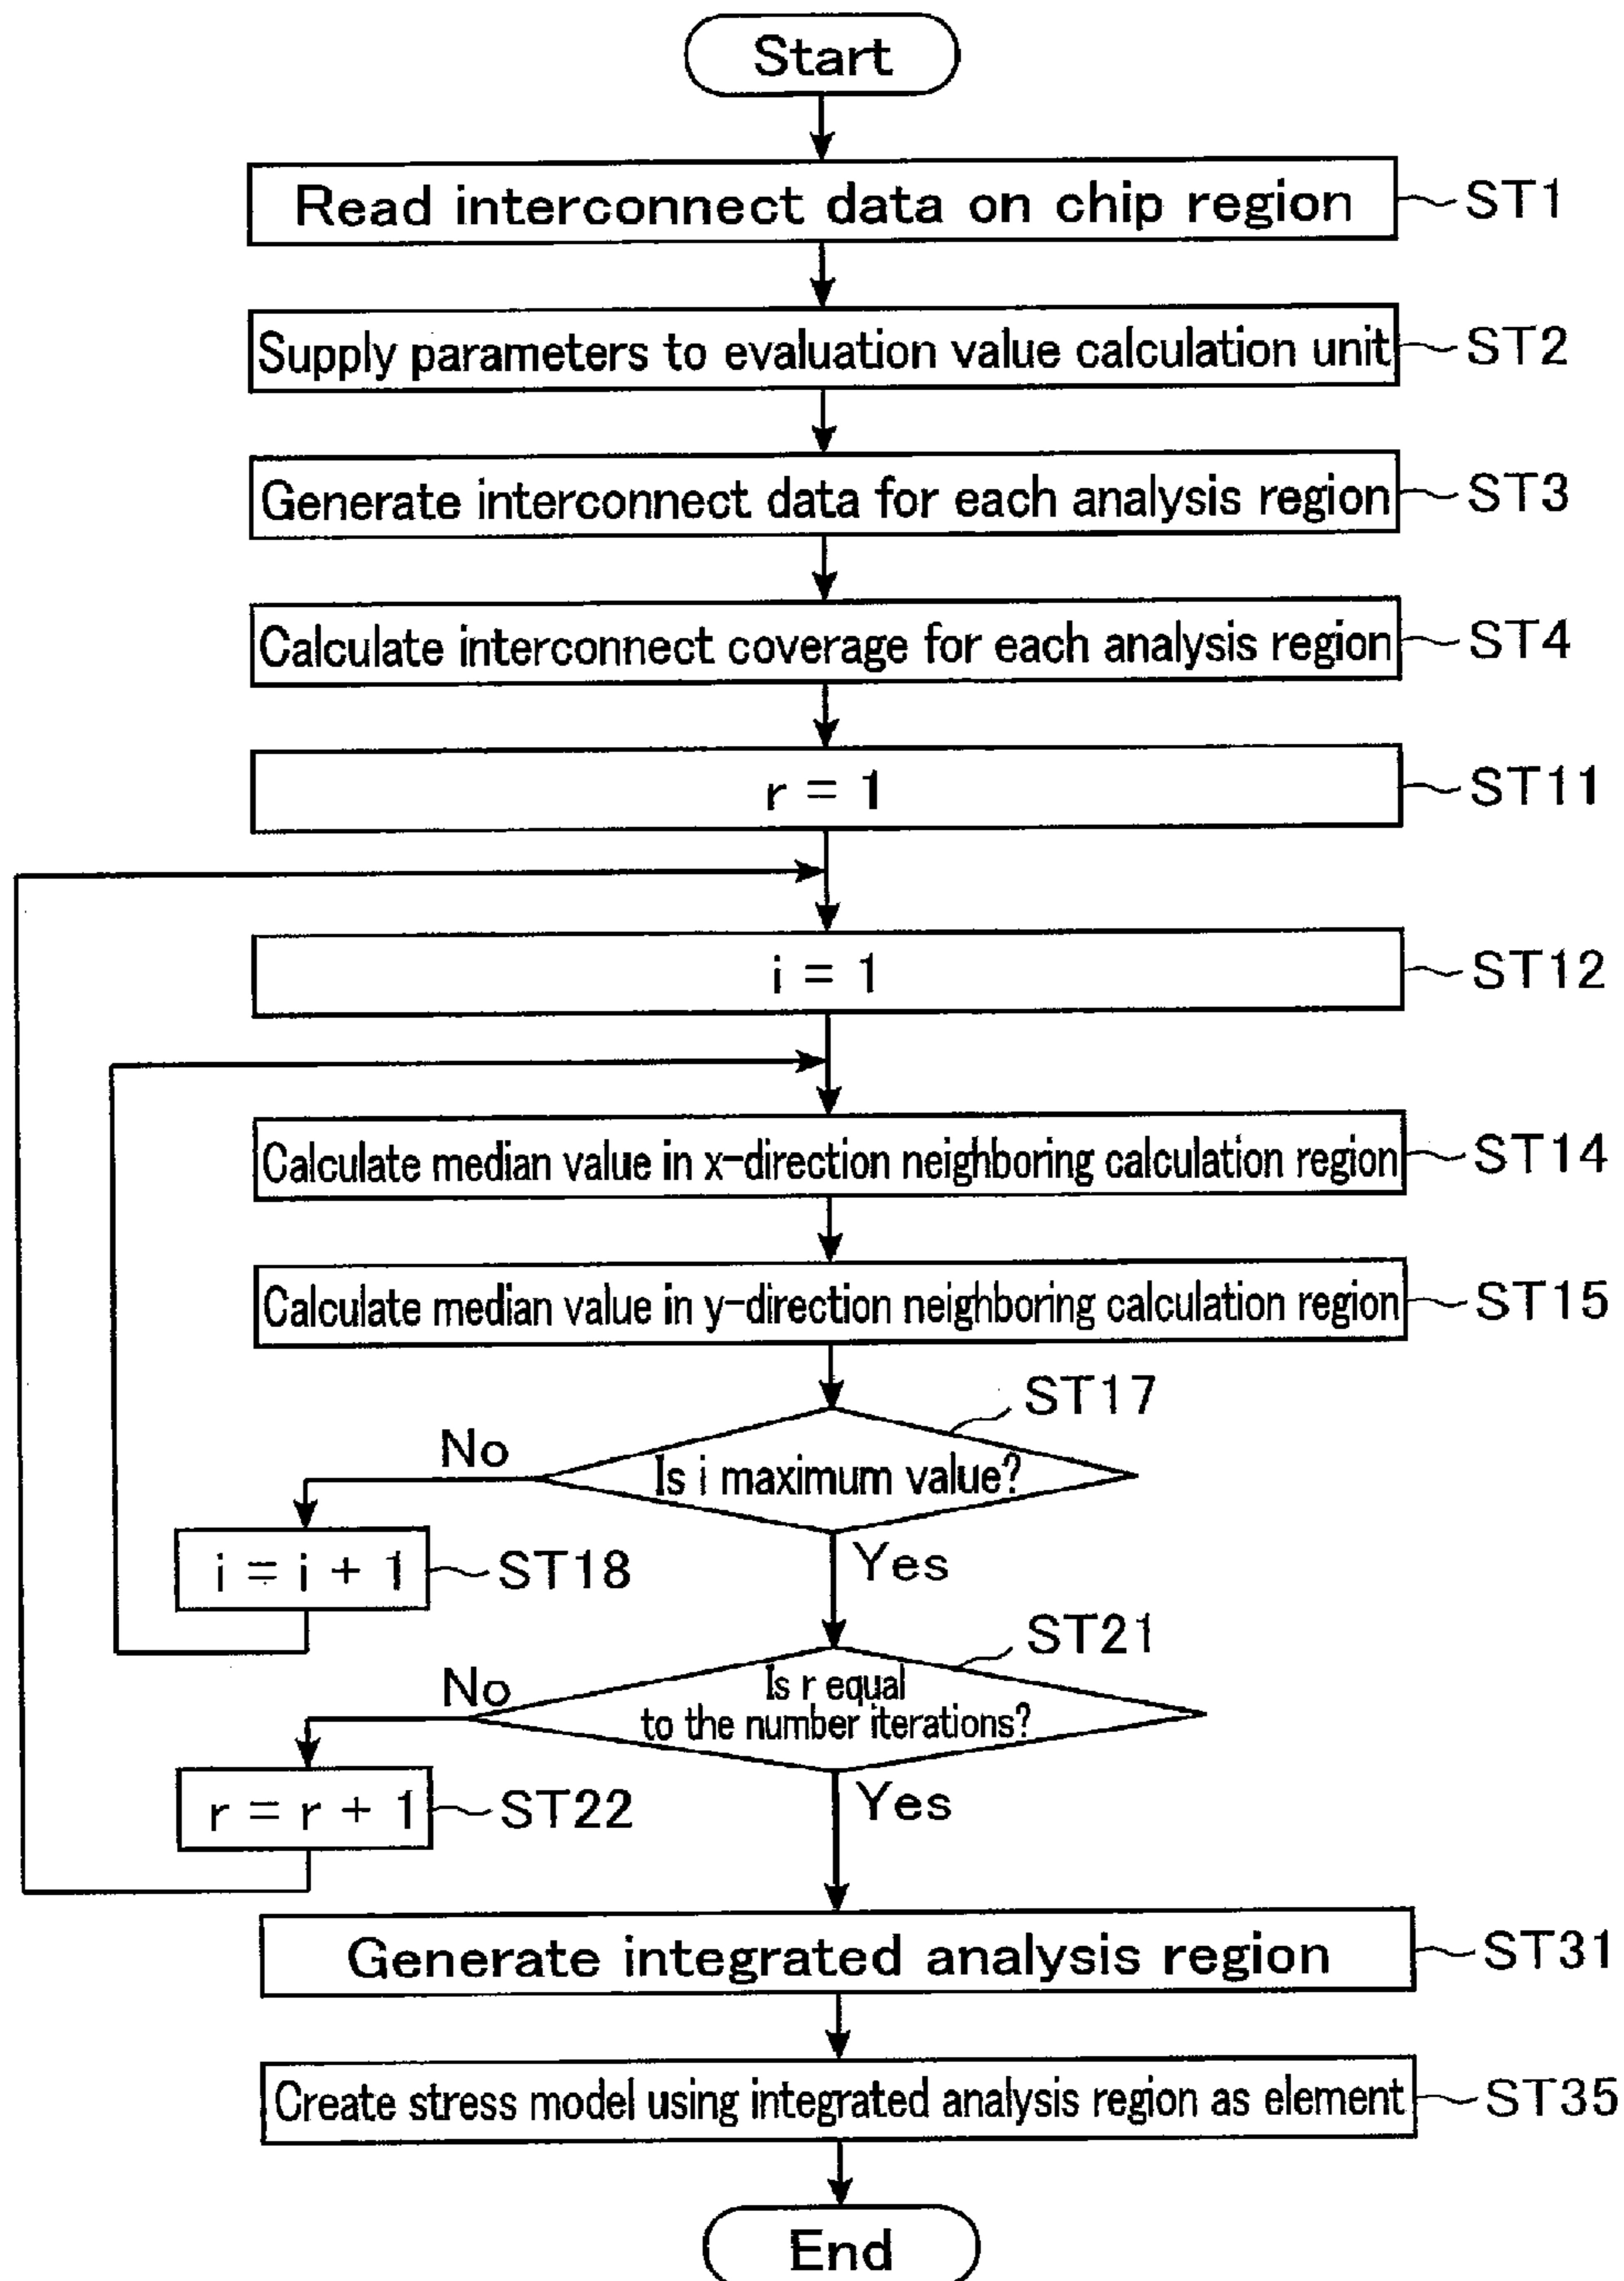 Start
Read interconnect data on chip region
ST1
Supply parameters to evaluation value calculation unit
ST2
Generate interconnect data for each analysis region
ST3
Calculate interconnect coverage for each analysis region
ST4
r = 1
ST11
i = 1
ST12
Calculate median value in x-direction neighboring calculation region
ST14
Calculate median value in y-direction neighboring calculation region
ST15
ST17
No
Is i maximum value?
i = i + 1
ST18
Yes
ST21
No
Is r equal
to the number iterations?
r = r + 1
ST22
Yes
Generate integrated analysis region
ST31
Create stress model using integrated analysis region as element
ST35
End